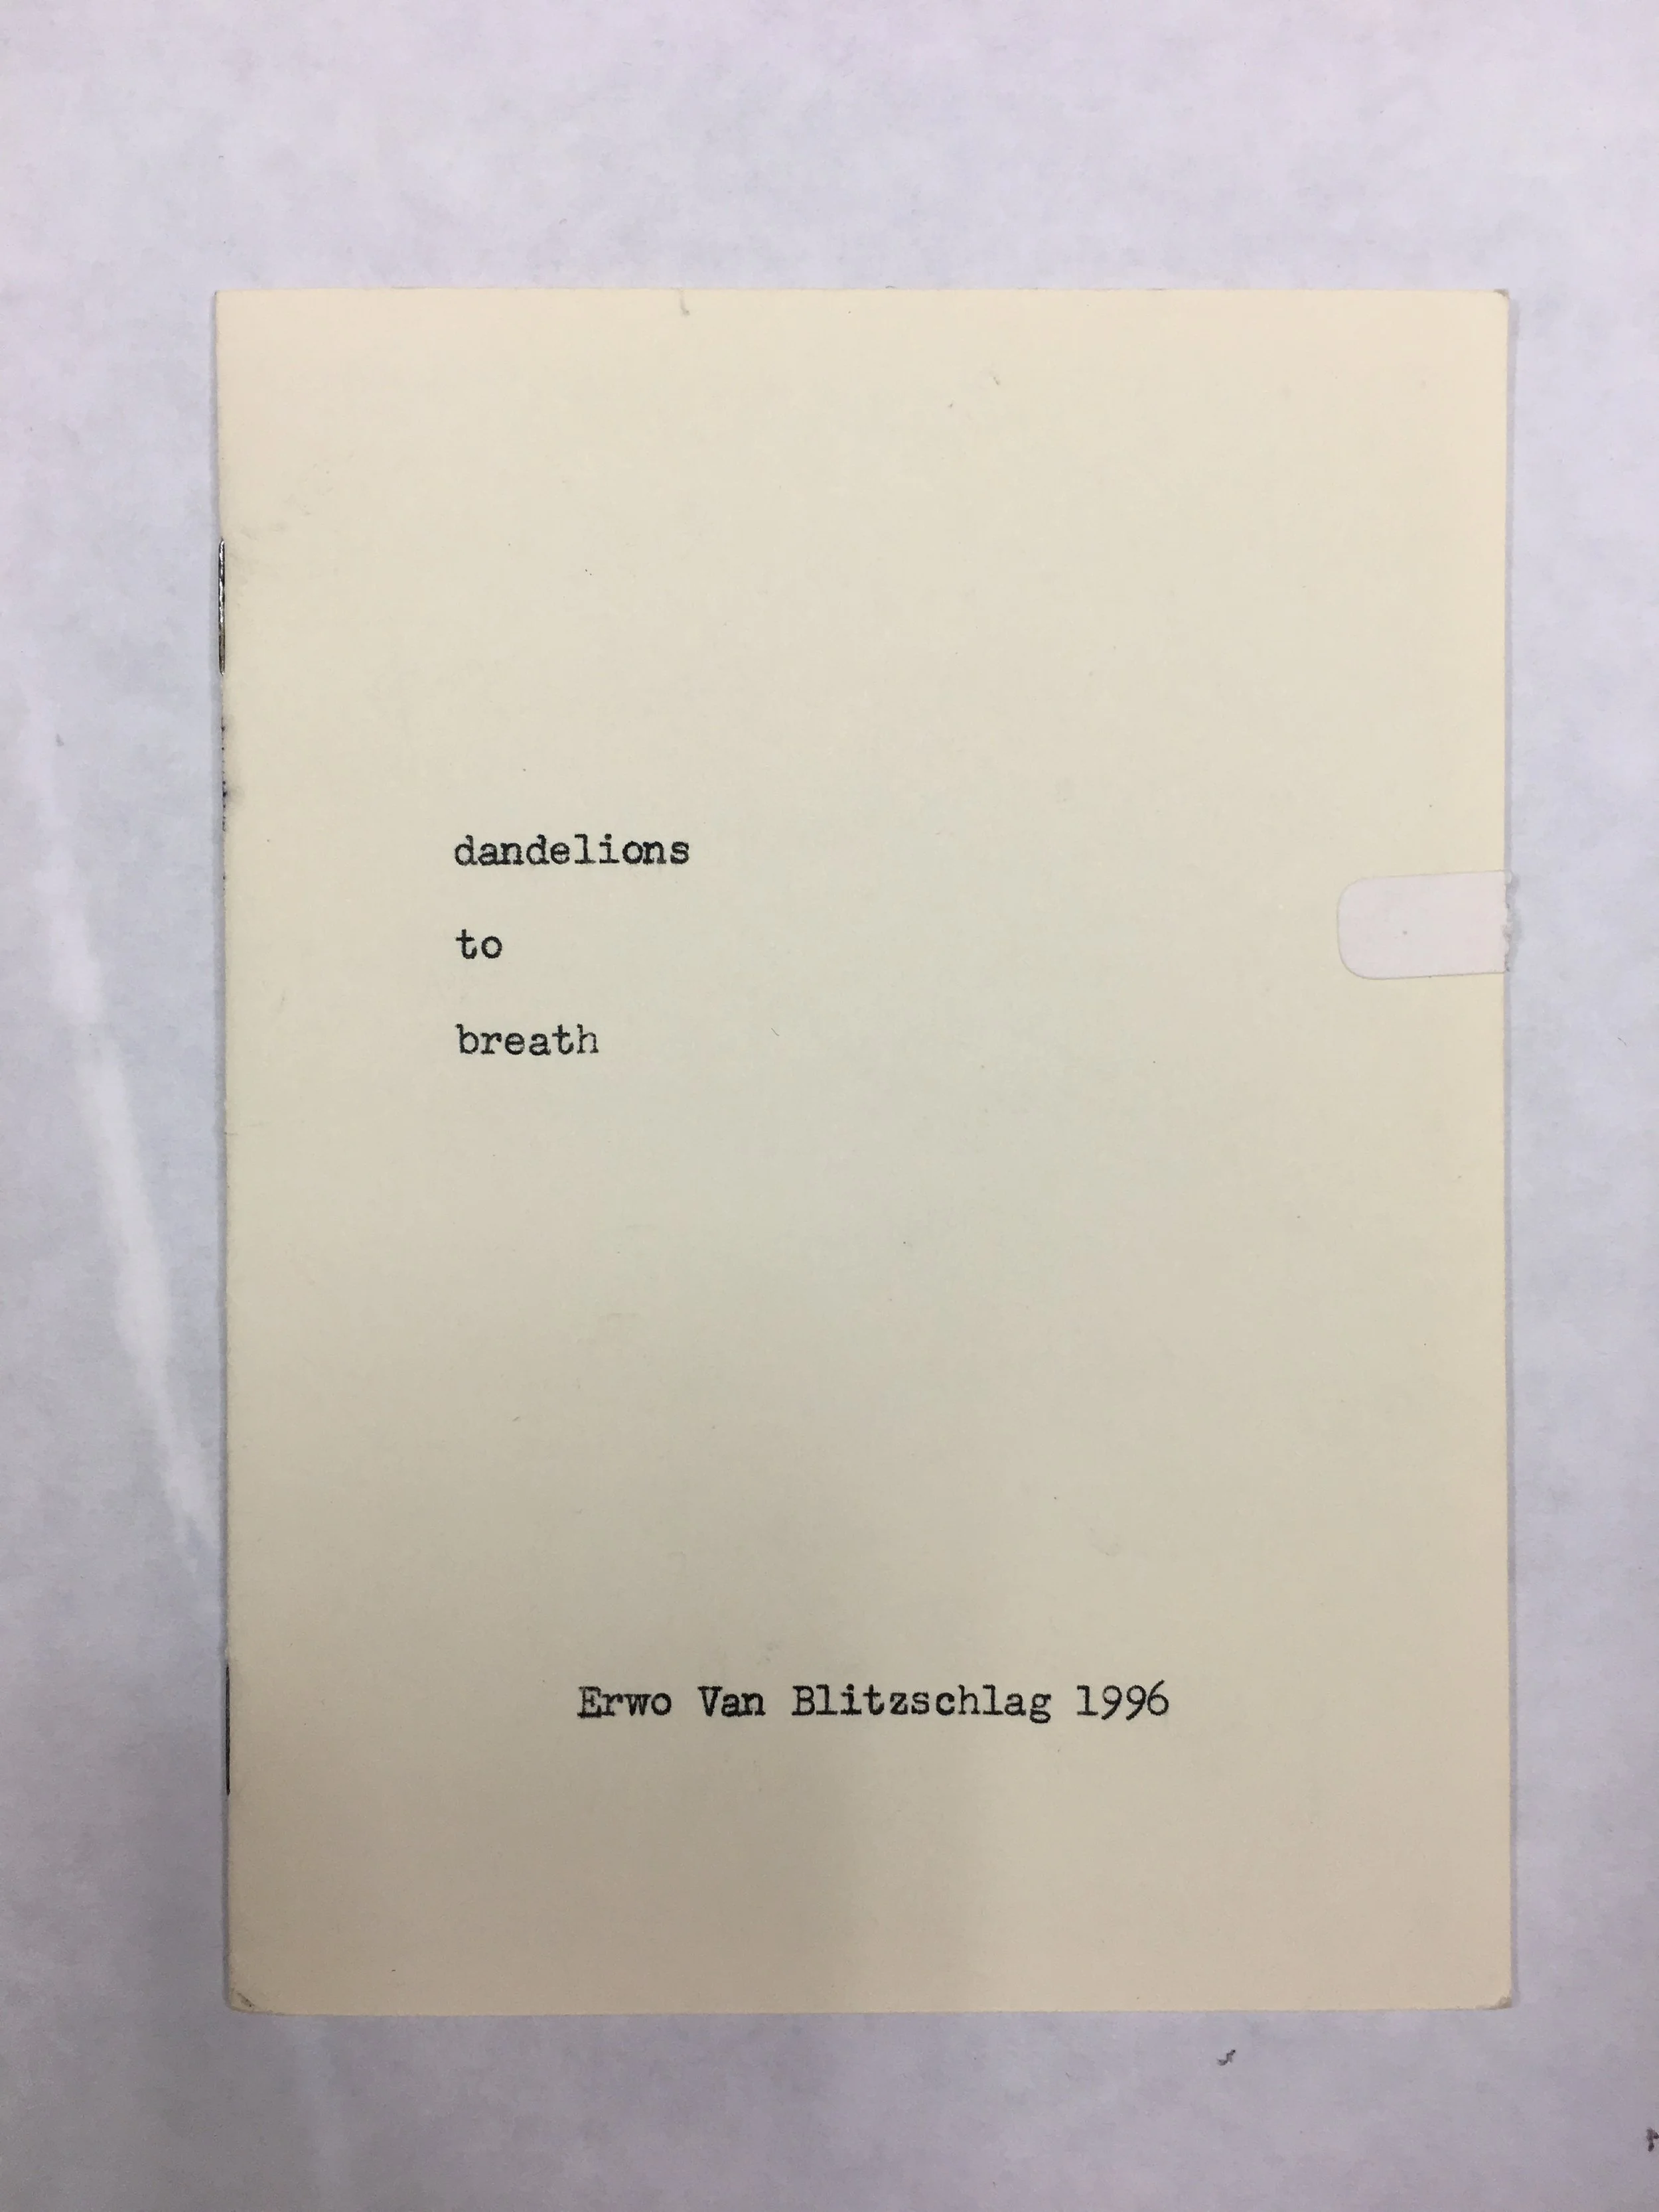 dandelions
to
breath
Erwo Van Blitzschlag 1996